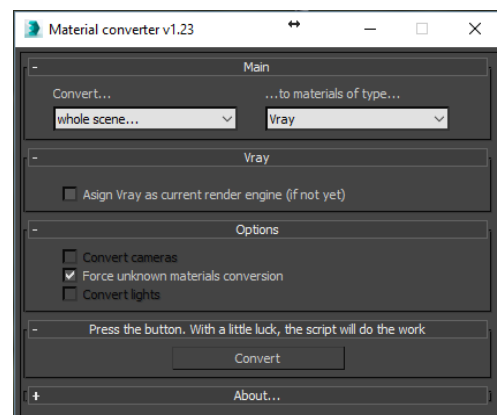 Material converter v1.23
- Main
Convert... ...to materials of type...
whole scene... Vray
- Vray
Asign Vray as current render engine (if not yet)
- Options
Convert cameras
Force unknown materials conversion
Convert lights
- Press the button. With a little luck, the script will do the work
Convert
+ About...